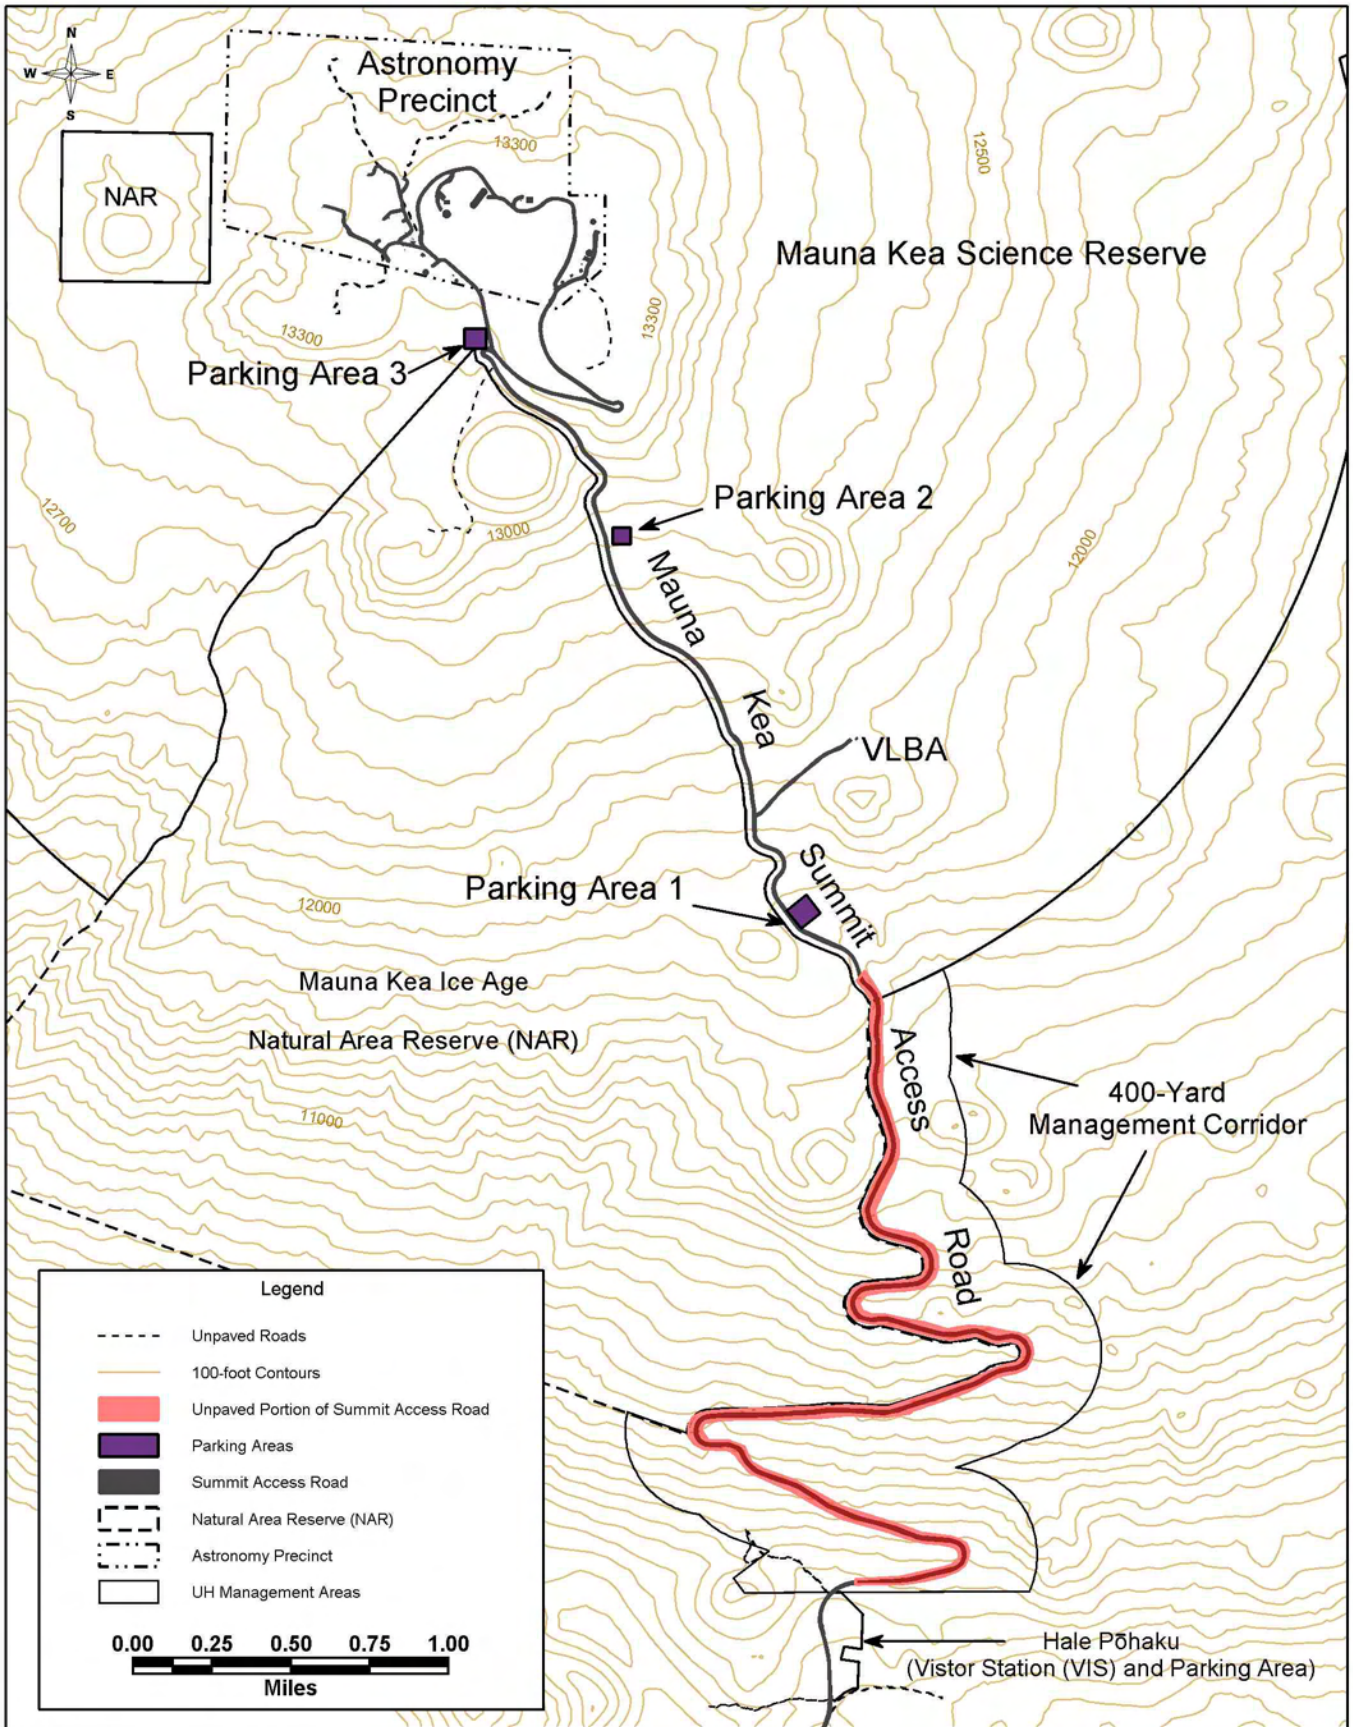 N
W E
S
Astronomy
Precinct
13300
12500
NAR
Mauna Kea Science Reserve
13300
13300
Parking Area 3
Parking Area 2
12700
13000
12000
Mauna
Kea
VLBA
Summit
Parking Area 1
12000
Mauna Kea Ice Age
Natural Area Reserve (NAR)
Access
400-Yard
Management Corridor
11000
Road
Legend
Unpaved Roads
100-foot Contours
Unpaved Portion of Summit Access Road
Parking Areas
Summit Access Road
Natural Area Reserve (NAR)
Astronomy Precinct
UH Management Areas
0.00 0.25 0.50 0.75 1.00
Miles
Hale Pōhaku
(Vistor Station (VIS) and Parking Area)